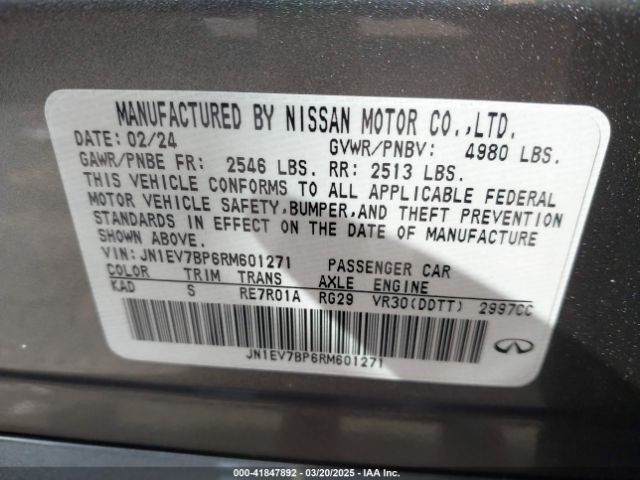 MANUFACTURED BY NISSAN MOTOR CO.,LTD.
DATE: 02/24 GVWR/PNBV: 4980 LBS.
GAWR/PNBE FR: 2546 LBS. RR: 2513 LBS.
THIS VEHICLE CONFORMS TO ALL APPLICABLE FEDERAL
MOTOR VEHICLE SAFETY,BUMPER,AND THEFT PREVENTION
STANDARDS IN EFFECT ON THE DATE OF MANUFACTURE
SHOWN ABOVE.
VIN: JN1EV7BP6RM601271 PASSENGER CAR
COLOR TRIM TRANS AXLE ENGINE
KAD S RE7R01A RG29 VR30(DDTT) 2997CC
JN1EV7BP6RM601271
INFINITI
000-41847892 — 03/20/2025 - IAA Inc.